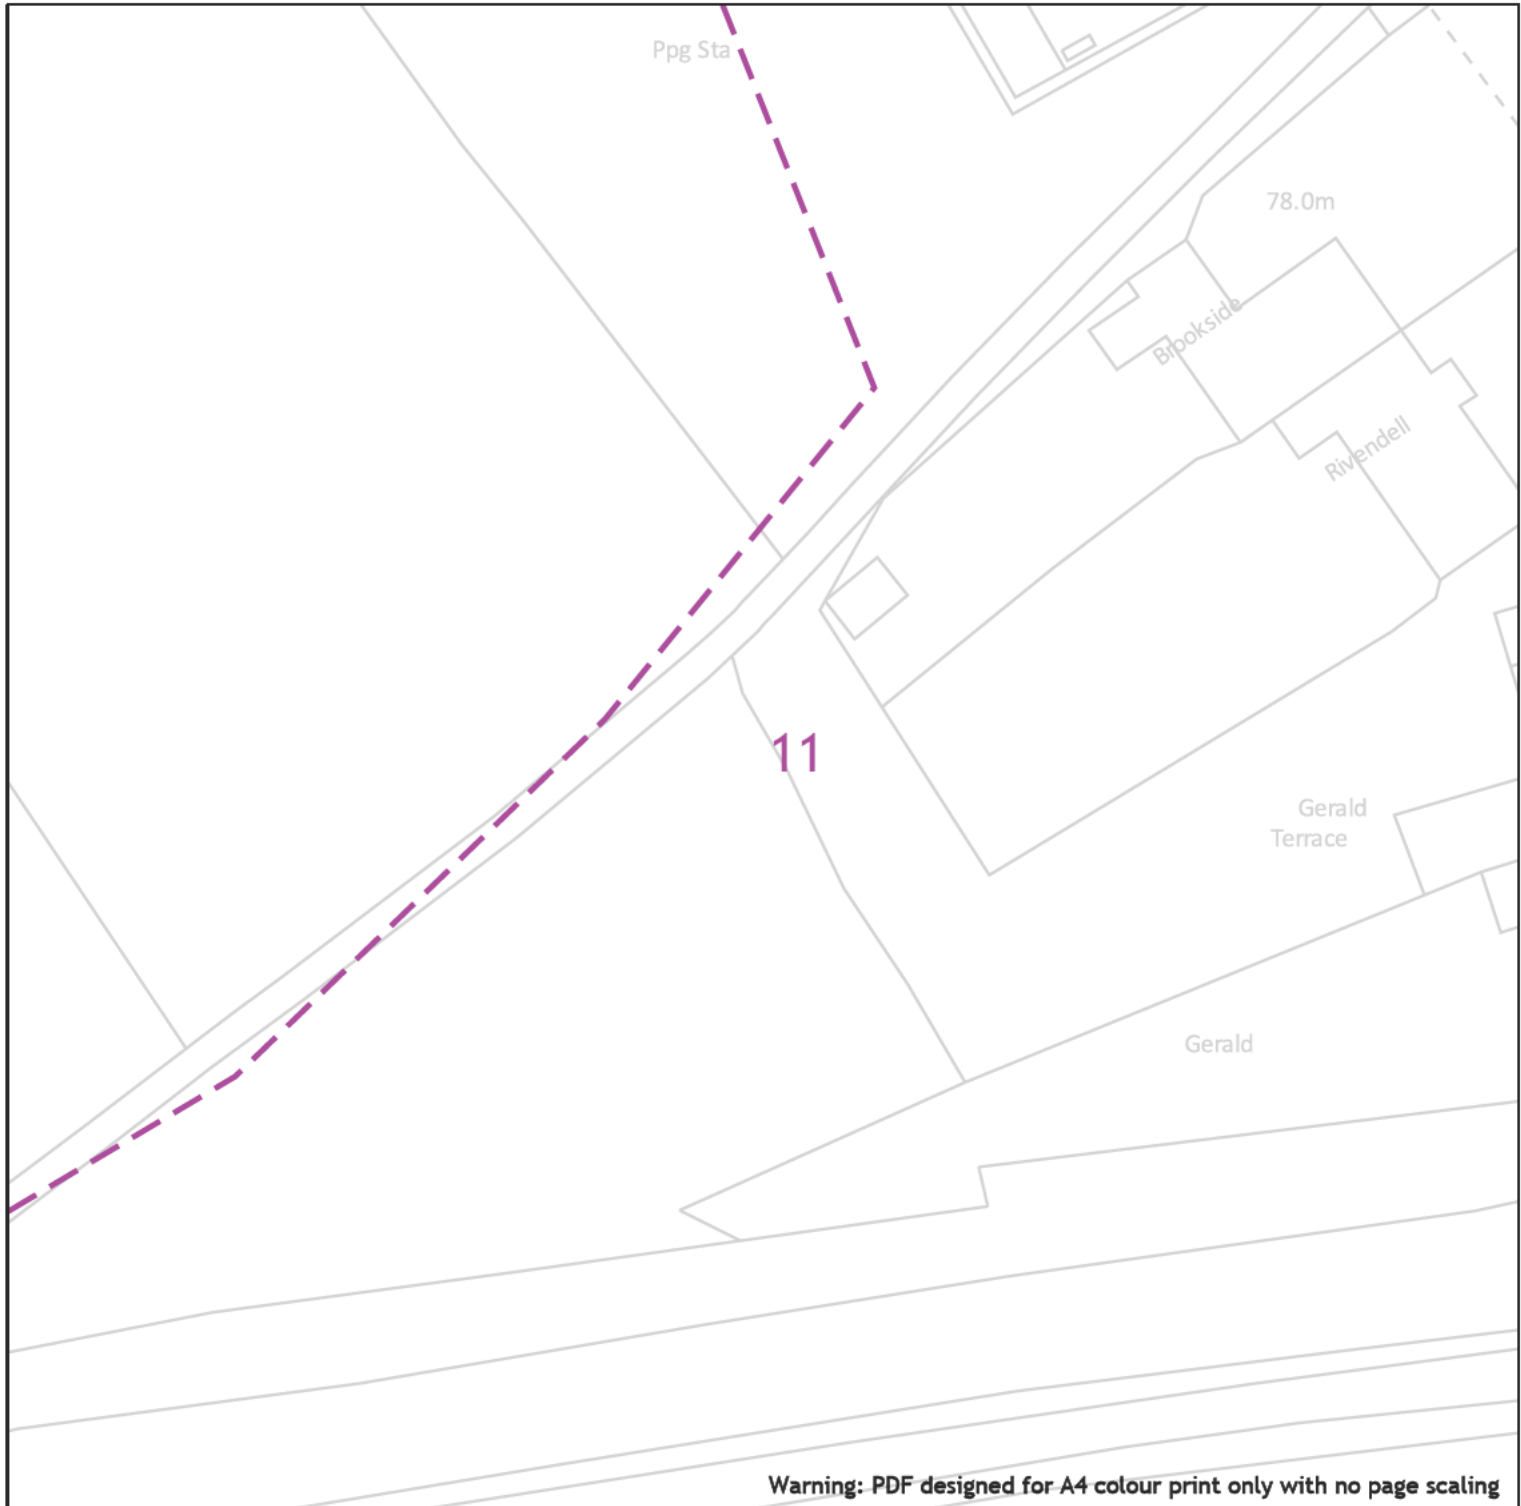 Ppg Sta
78.0m
Brookside
Rivendell
11
Gerald
Terrace
Gerald
Warning: PDF designed for A4 colour print only with no page scaling